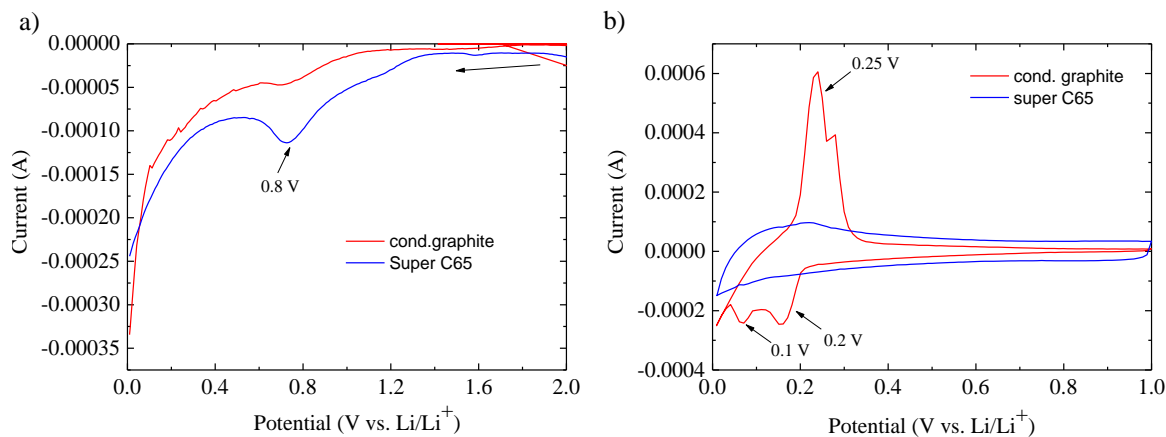 a)
0.00000
-0.00005
-0.00010
-0.00015
-0.00020
-0.00025
-0.00030
-0.00035
Current (A)
0.8 V
cond.graphite
Super C65
0.0 0.4 0.8 1.2 1.6 2.0
Potential (V vs. Li/Li+)
b)
0.0006
0.0004
0.0002
0.0000
-0.0002
-0.0004
Current (A)
0.25 V
cond. graphite
super C65
0.1 V
0.2 V
0.0 0.2 0.4 0.6 0.8 1.0
Potential (V vs. Li/Li+)